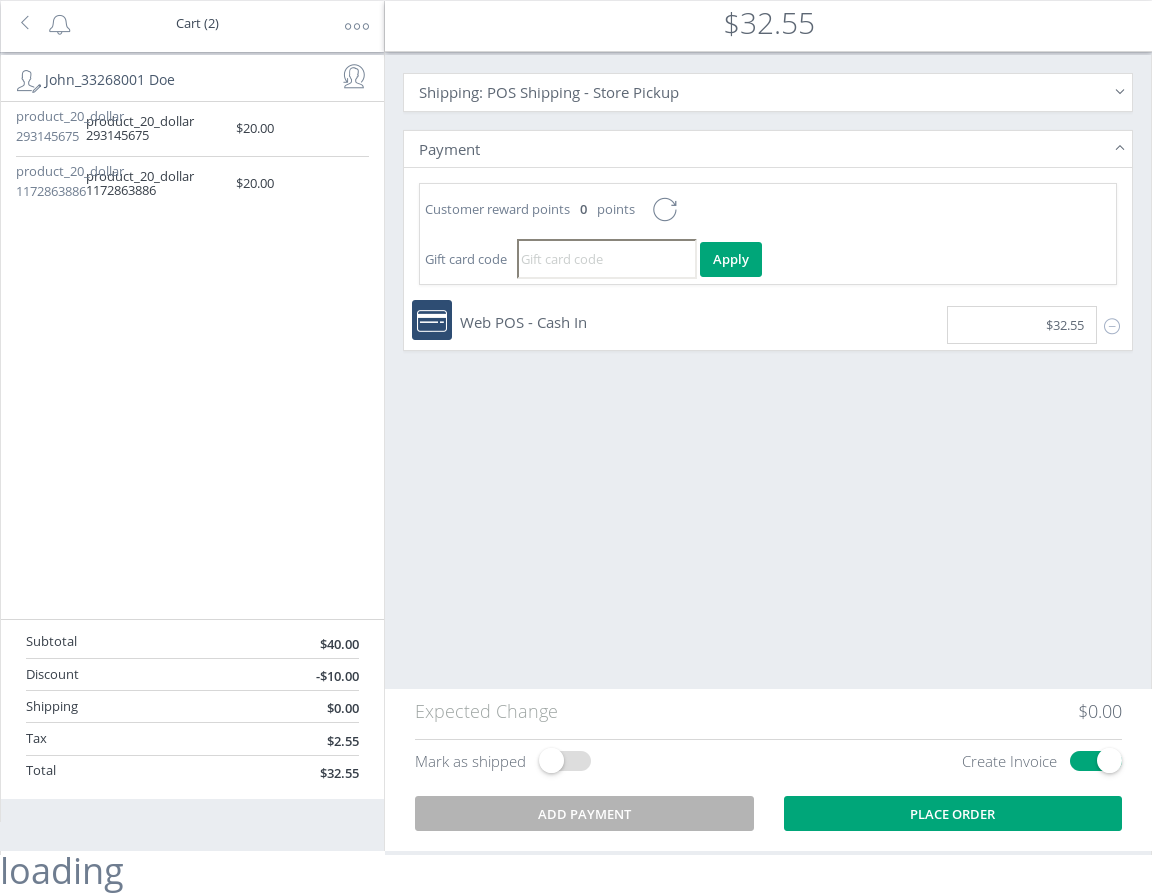 Cart (2)
$32.55
John_33268001 Doe
product_20_dollar
293145675
product_20_dollar
293145675
$20.00
product_20_dollar
1172863886
product_20_dollar
1172863886
$20.00
Subtotal $40.00
Discount -$10.00
Shipping $0.00
Tax $2.55
Total $32.55
Shipping: POS Shipping - Store Pickup
Payment
Customer reward points 0 points
Gift card code Gift card code Apply
Web POS - Cash In $32.55
Expected Change $0.00
Mark as shipped Create Invoice
ADD PAYMENT PLACE ORDER
loading